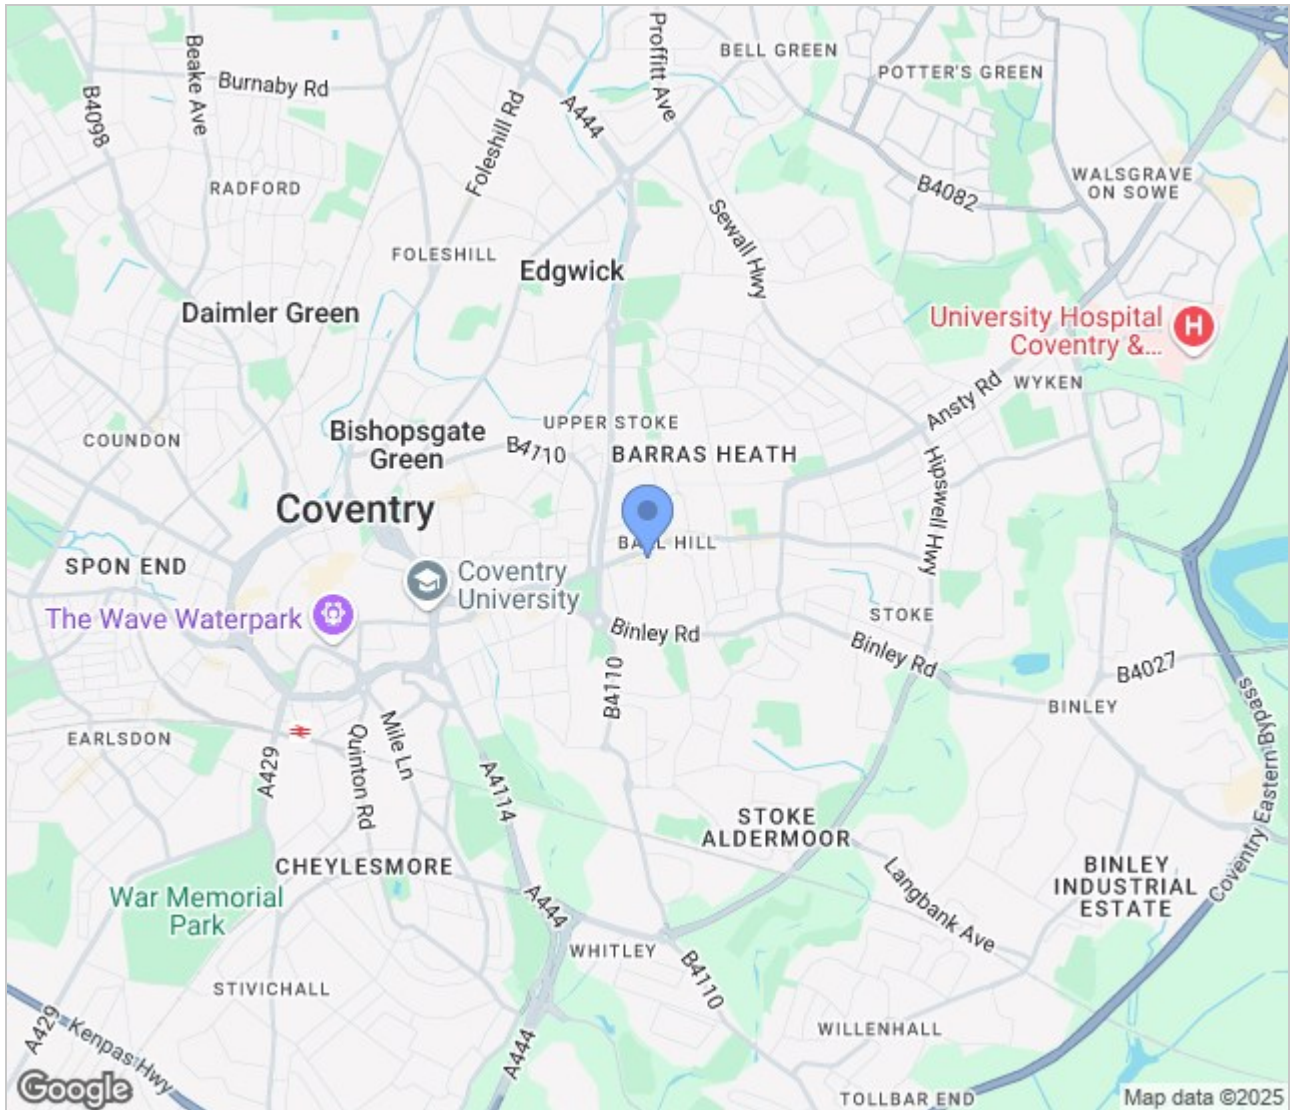 BELL GREEN
POTTER'S GREEN
Proffitt Ave
Beake Ave
Burnaby Rd
B4098
Foleshill Rd
A444
WALSGRAVE
ON SOWE
B4082
RADFORD
Sewall Hwy
FOLESHILL
Edgwick
Daimler Green
University Hospital
Coventry &...
H
WYKEN
Ansty Rd
UPPER STOKE
Bishopsgate
Green
COUNDON
B4110
BARRAS HEATH
Hipswell Hwy
Coventry
BALL HILL
SPON END
Coventry
University
The Wave Waterpark
STOKE
Binley Rd
Binley Rd
B4110
B4027
BINLEY
Coventry Eastern Bypass
EARLSDON
A429
Quinton Rd
Mile Ln
A4114
STOKE
ALDERMOOR
CHEYLESMORE
Langbank Ave
BINLEY
INDUSTRIAL
ESTATE
War Memorial
Park
A444
WHITLEY
B4110
STIVICHALL
A429
Kenpas Hwy
A444
WILLENHALL
TOLLBAR END
Google
Map data ©2025